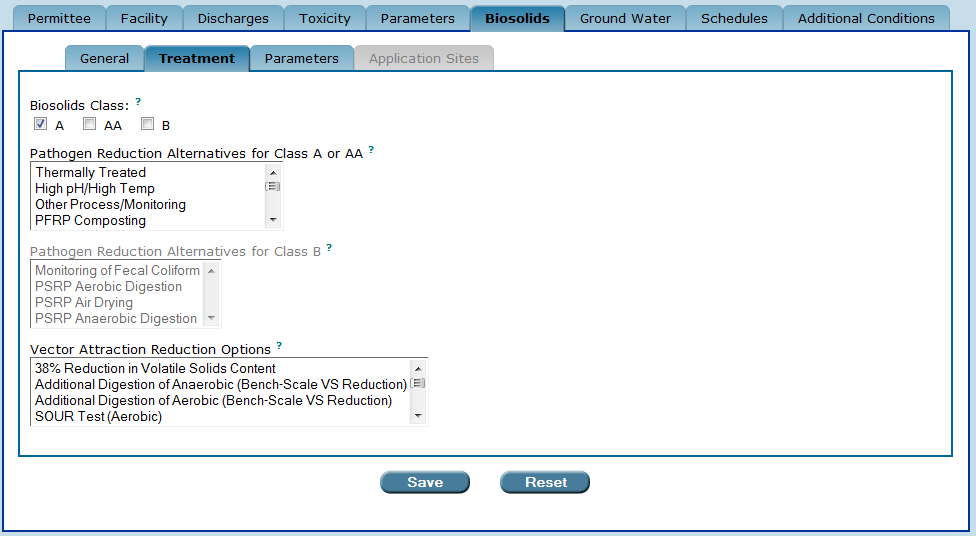 Permittee Facility Discharges Toxicity Parameters Biosolids Ground Water Schedules Additional Conditions
General Treatment Parameters Application Sites
Biosolids Class: ?
A AA B
Pathogen Reduction Alternatives for Class A or AA ?
Thermally Treated
High pH/High Temp
Other Process/Monitoring
PFRP Composting
Pathogen Reduction Alternatives for Class B ?
Monitoring of Fecal Coliform
PSRP Aerobic Digestion
PSRP Air Drying
PSRP Anaerobic Digestion
Vector Attraction Reduction Options ?
38% Reduction in Volatile Solids Content
Additional Digestion of Anaerobic (Bench-Scale VS Reduction)
Additional Digestion of Aerobic (Bench-Scale VS Reduction)
SOUR Test (Aerobic)
Save Reset